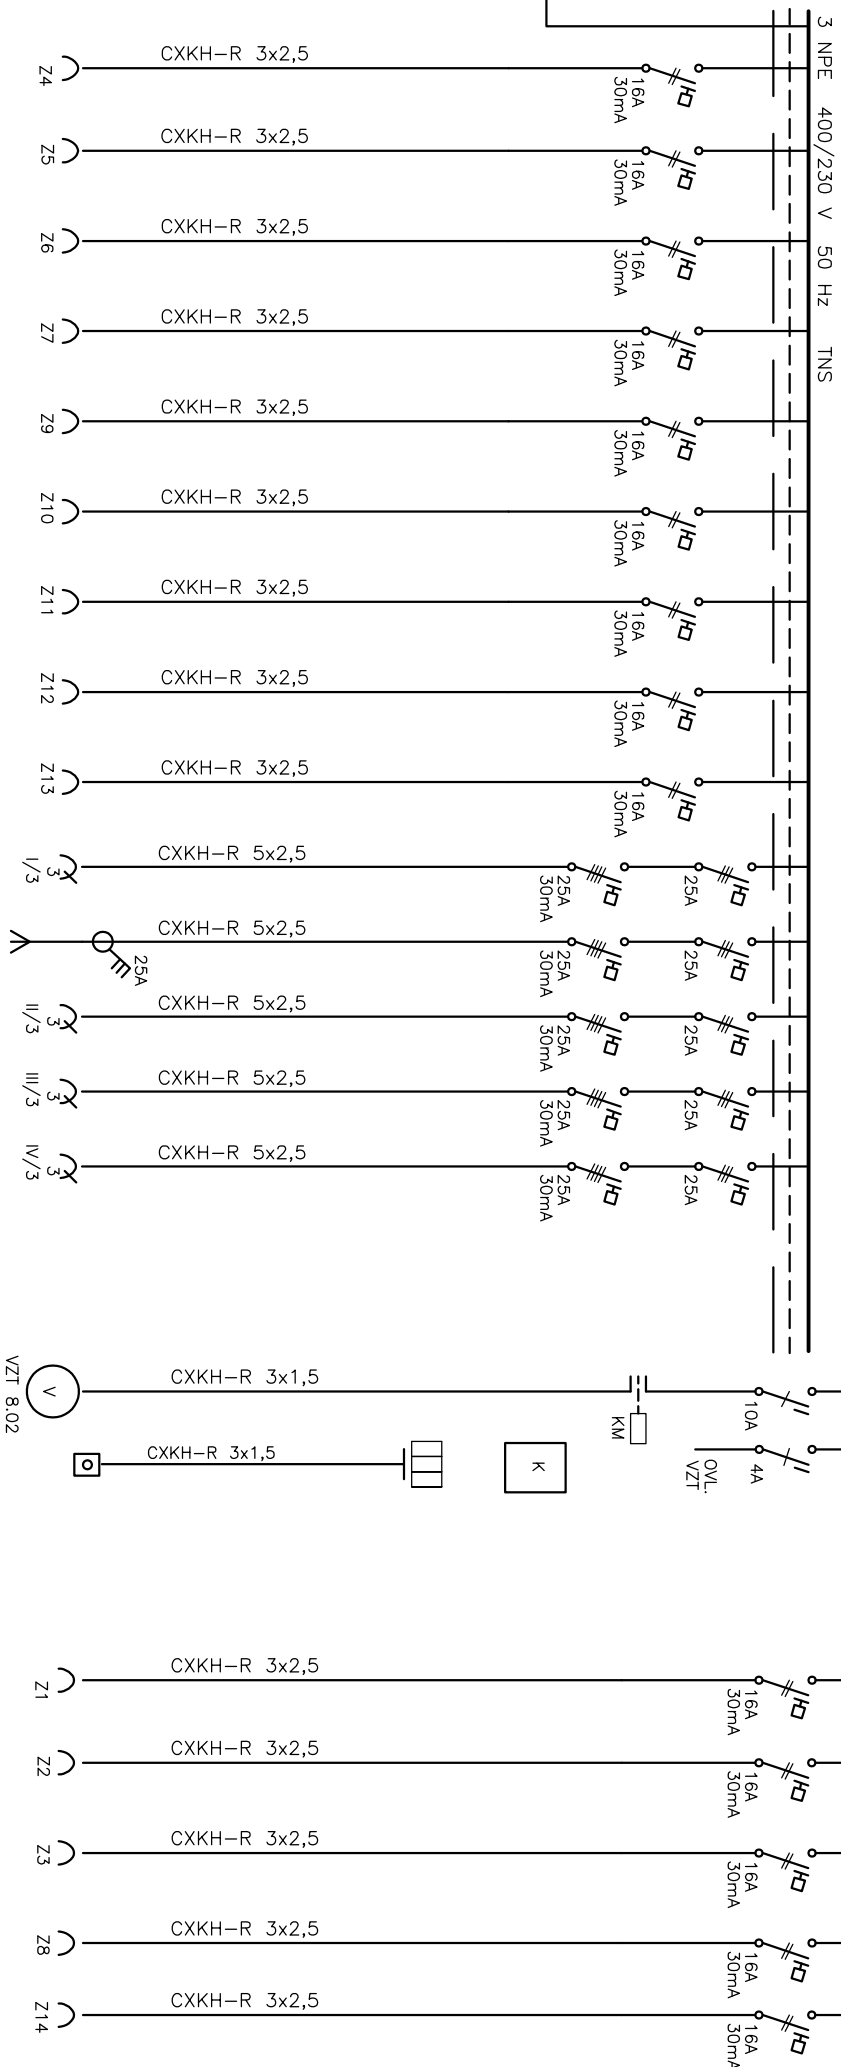 3 NPE 400/230 V 50 Hz TNS
CXKH-R 3x2,5
Z4
16A
30mA
CXKH-R 3x2,5
Z5
16A
30mA
CXKH-R 3x2,5
Z6
16A
30mA
CXKH-R 3x2,5
Z7
16A
30mA
CXKH-R 3x2,5
Z9
16A
30mA
CXKH-R 3x2,5
Z10
16A
30mA
CXKH-R 3x2,5
Z11
16A
30mA
CXKH-R 3x2,5
Z12
16A
30mA
CXKH-R 3x2,5
Z13
16A
30mA
CXKH-R 5x2,5
3
I/3
25A
30mA
25A
CXKH-R 5x2,5
25A
25A
30mA
25A
CXKH-R 5x2,5
3
II/3
25A
30mA
25A
CXKH-R 5x2,5
3
III/3
25A
30mA
25A
CXKH-R 5x2,5
3
IV/3
25A
30mA
25A
CXKH-R 3x1,5
V
VZT 8.02
KM
10A
CXKH-R 3x1,5
K
OVL.
VZT
4A
CXKH-R 3x2,5
Z1
16A
30mA
CXKH-R 3x2,5
Z2
16A
30mA
CXKH-R 3x2,5
Z3
16A
30mA
CXKH-R 3x2,5
Z8
16A
30mA
CXKH-R 3x2,5
Z14
16A
30mA